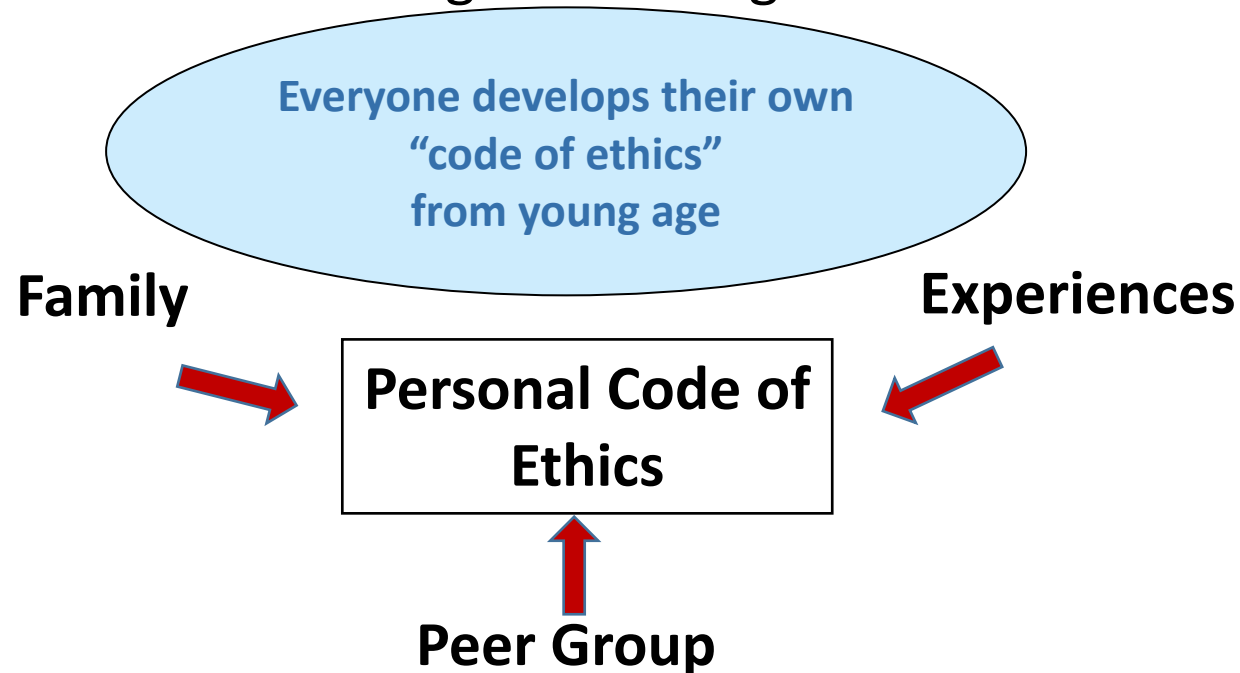 Everyone develops their own
“code of ethics”
from young age
Family
Experiences
Personal Code of
Ethics
Peer Group